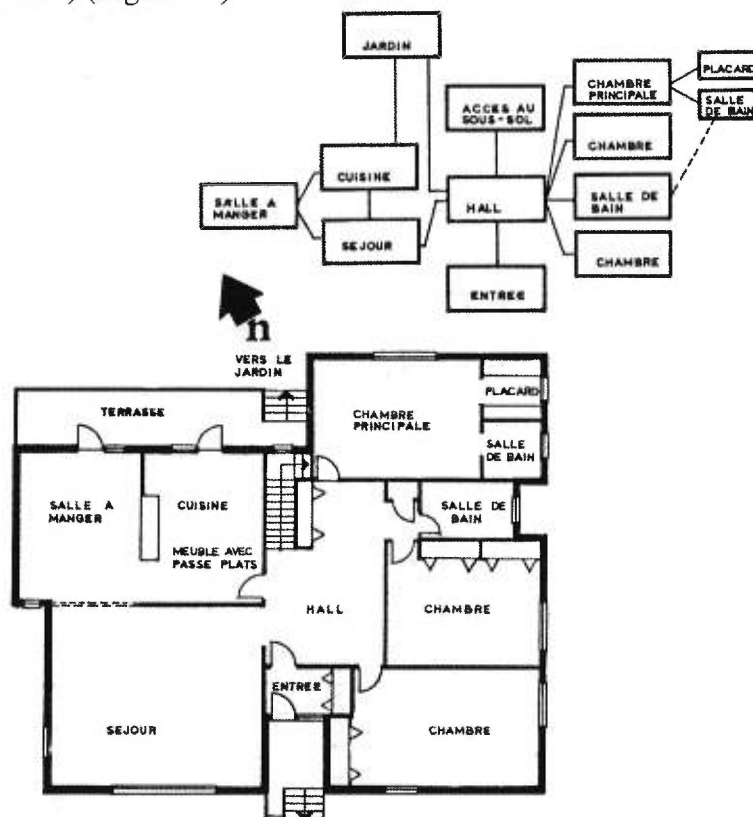 JARDIN
PLACARD
CHAMBRE
PRINCIPALE
SALLE
DE BAIN
ACCES AU
SOUS-SOL
CHAMBRE
CUISINE
SALLE A
MANGER
HALL
SALLE DE
BAIN
SEJOUR
CHAMBRE
ENTREE
n
VERS LE
JARDIN
TERRASSE
CHAMBRE
PRINCIPALE
PLACARD
SALLE
DE BAIN
SALLE A
MANGER
CUISINE
SALLE DE
BAIN
MEUBLE AVEC
PASSE PLATS
HALL
CHAMBRE
ENTREE
SEJOUR
CHAMBRE